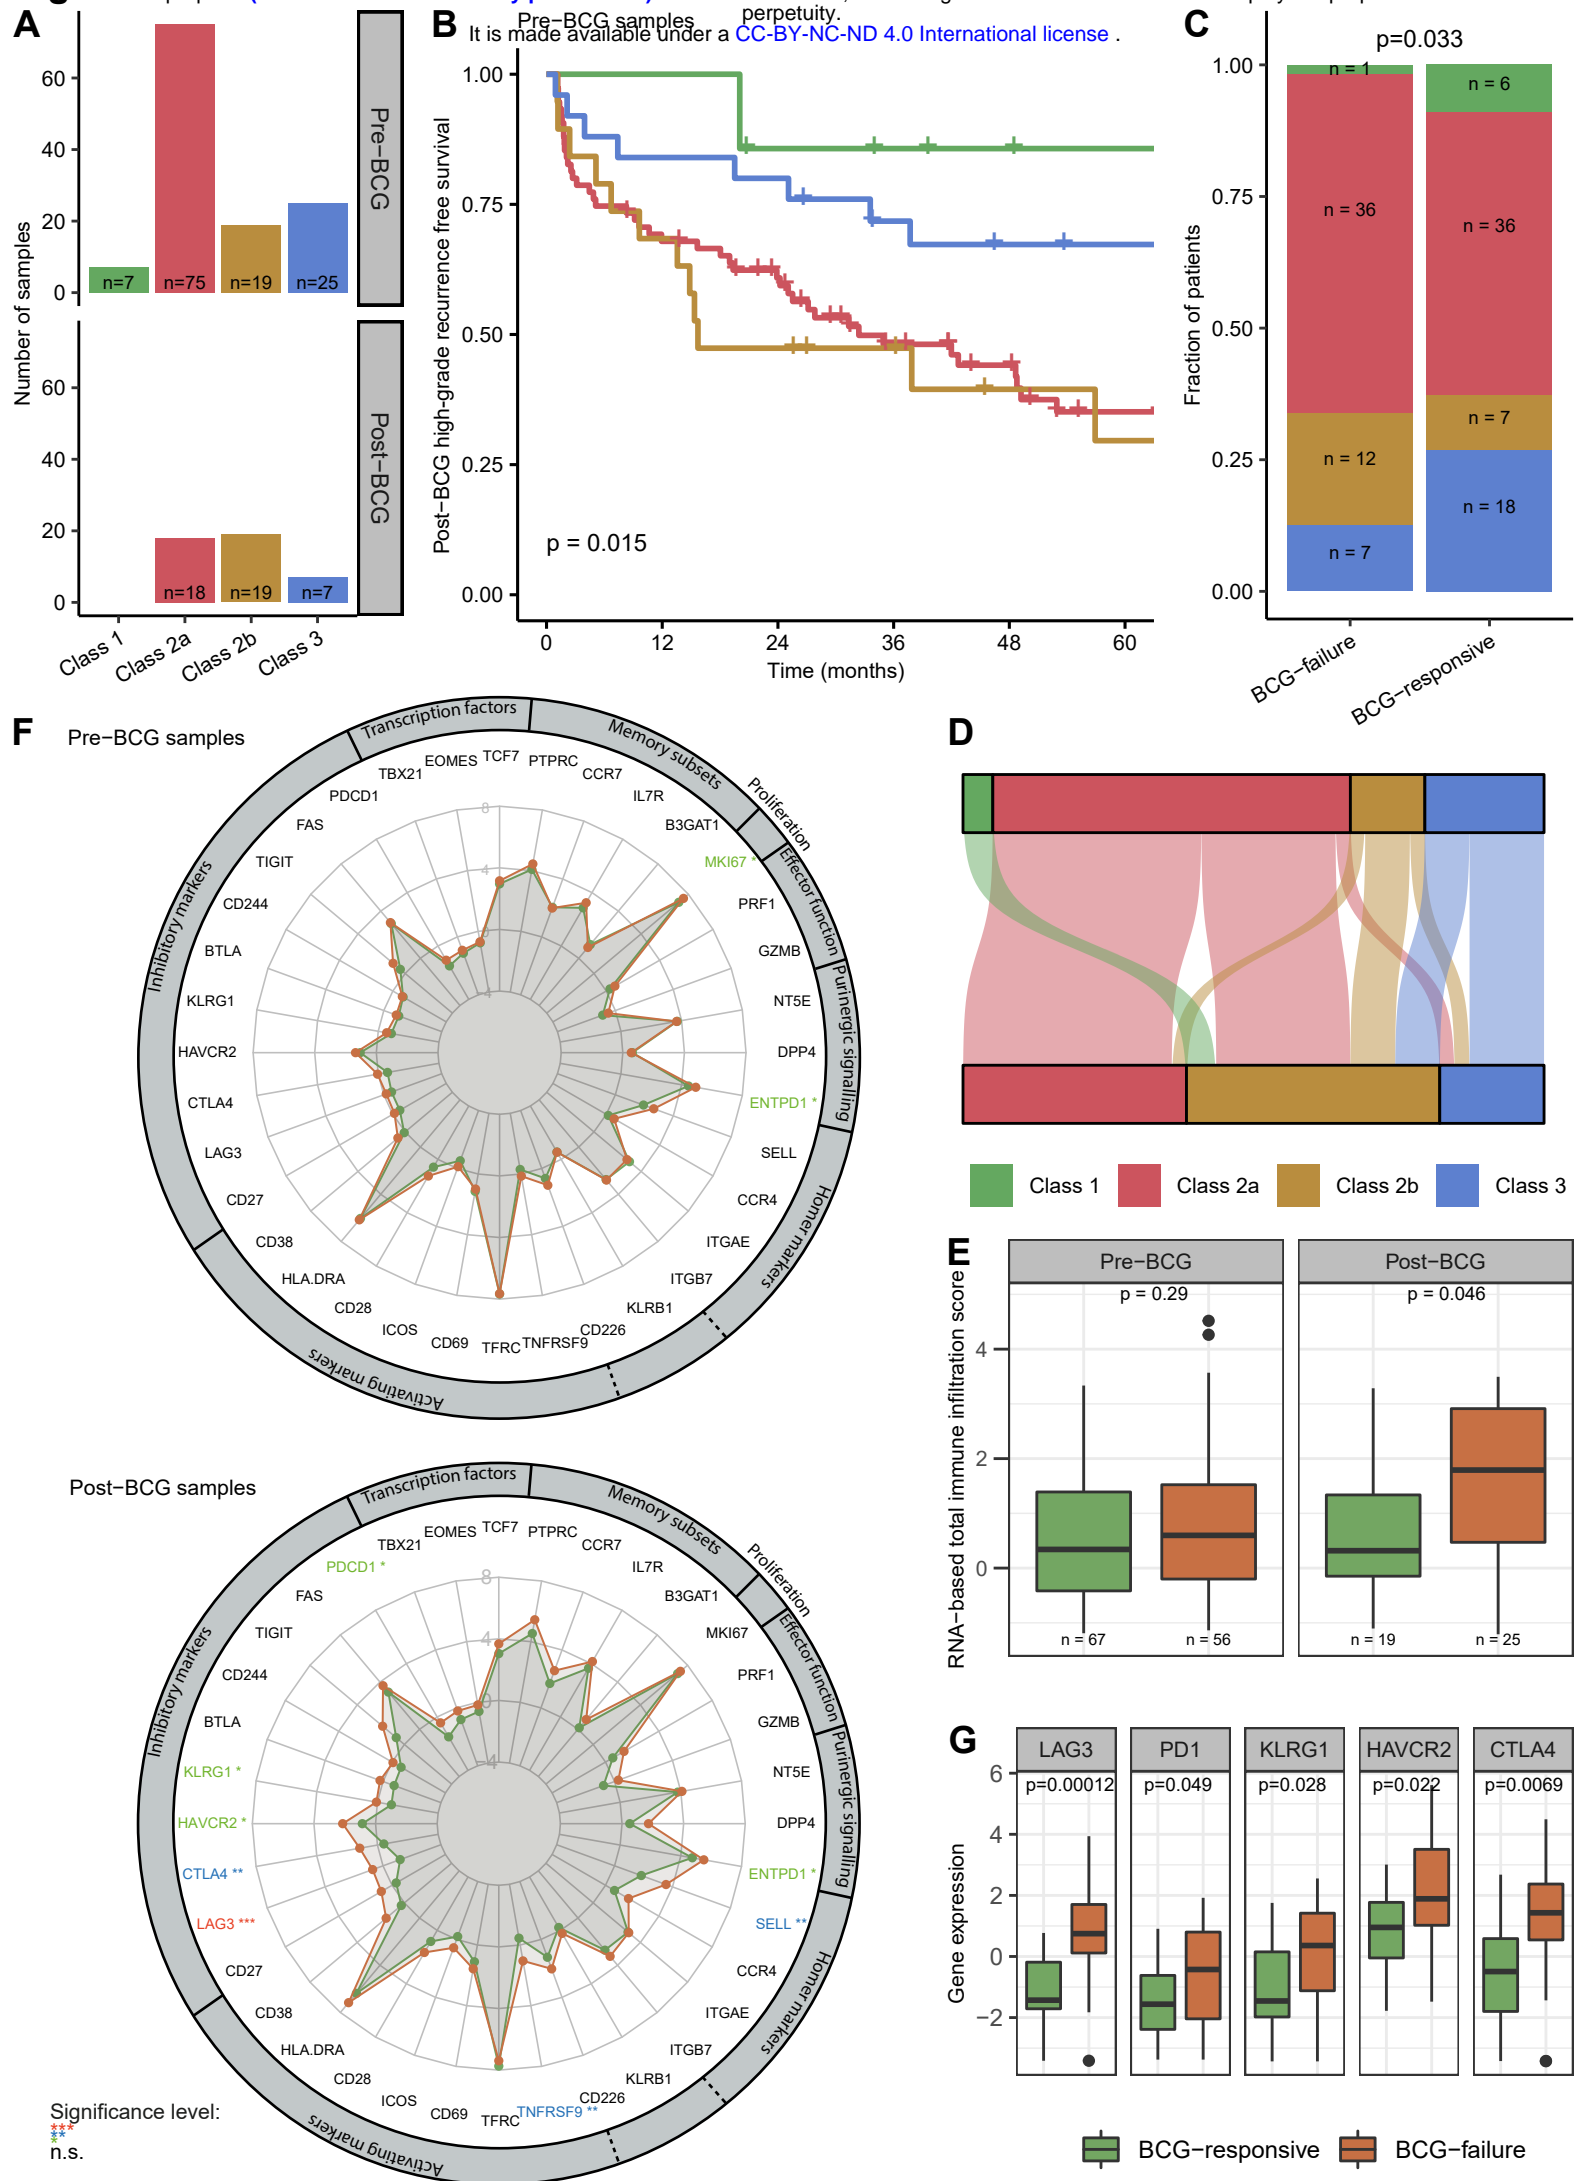 perpetuity.
It is made available under a CC-BY-NC-ND 4.0 International license .
A
Number of samples
60
40
20
0
n=7
n=75
n=19
n=25
Pre−BCG
60
40
20
0
n=18
n=19
n=7
Post−BCG
Class 1
Class 2a
Class 2b
Class 3
B
Pre−BCG samples
Post−BCG high-grade recurrence free survival
1.00
0.75
0.50
0.25
0.00
p = 0.015
0
12
24
36
48
60
Time (months)
C
p=0.033
Fraction of patients
1.00
0.75
0.50
0.25
0.00
n = 1
n = 36
n = 12
n = 7
n = 6
n = 36
n = 7
n = 18
BCG−failure
BCG−responsive
F
Pre−BCG samples
Transcription factors
Memory subsets
Proliferation
Effector function
Purinergic signalling
Homer markers
Activating markers
Inhibitory markers
TCF7
PTPRC
CCR7
IL7R
B3GAT1
MKI67 *
PRF1
GZMB
NT5E
DPP4
ENTPD1 *
SELL
CCR4
ITGAE
ITGB7
KLRB1
CD226
TNFRSF9
TFRC
CD69
ICOS
CD28
HLA.DRA
CD38
CD27
LAG3
CTLA4
HAVCR2
KLRG1
BTLA
CD244
TIGIT
FAS
PDCD1
TBX21
EOMES
8
4
0
−4
D
Class 1
Class 2a
Class 2b
Class 3
E
RNA−based total immune infiltration score
Pre−BCG
p = 0.29
4
2
0
n = 67
n = 56
Post−BCG
p = 0.046
n = 19
n = 25
Post−BCG samples
Transcription factors
Memory subsets
Proliferation
Effector function
Purinergic signalling
Homer markers
Activating markers
Inhibitory markers
TCF7
PTPRC
CCR7
IL7R
B3GAT1
MKI67
PRF1
GZMB
NT5E
DPP4
ENTPD1 *
SELL **
CCR4
ITGAE
ITGB7
KLRB1
CD226
TNFRSF9 **
TFRC
CD69
ICOS
CD28
HLA.DRA
CD38
CD27
LAG3 ***
CTLA4 **
HAVCR2 *
KLRG1 *
BTLA
CD244
TIGIT
FAS
PDCD1 *
TBX21
EOMES
8
4
0
−4
Significance level:
***
**
*
n.s.
G
Gene expression
6
4
2
0
−2
LAG3
p=0.00012
PD1
p=0.049
KLRG1
p=0.028
HAVCR2
p=0.022
CTLA4
p=0.0069
BCG−responsive
BCG−failure